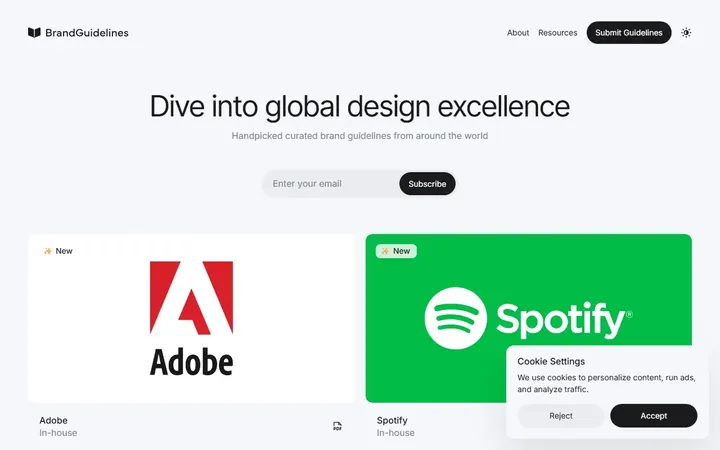 BrandGuidelines
About Resources Submit Guidelines
Dive into global design excellence
Handpicked curated brand guidelines from around the world
Enter your email Subscribe
✨ New
Adobe
✨ New
Spotify®
Adobe
In-house
PDF
Spotify
In-house
Cookie Settings
We use cookies to personalize content, run ads,
and analyze traffic.
Reject Accept